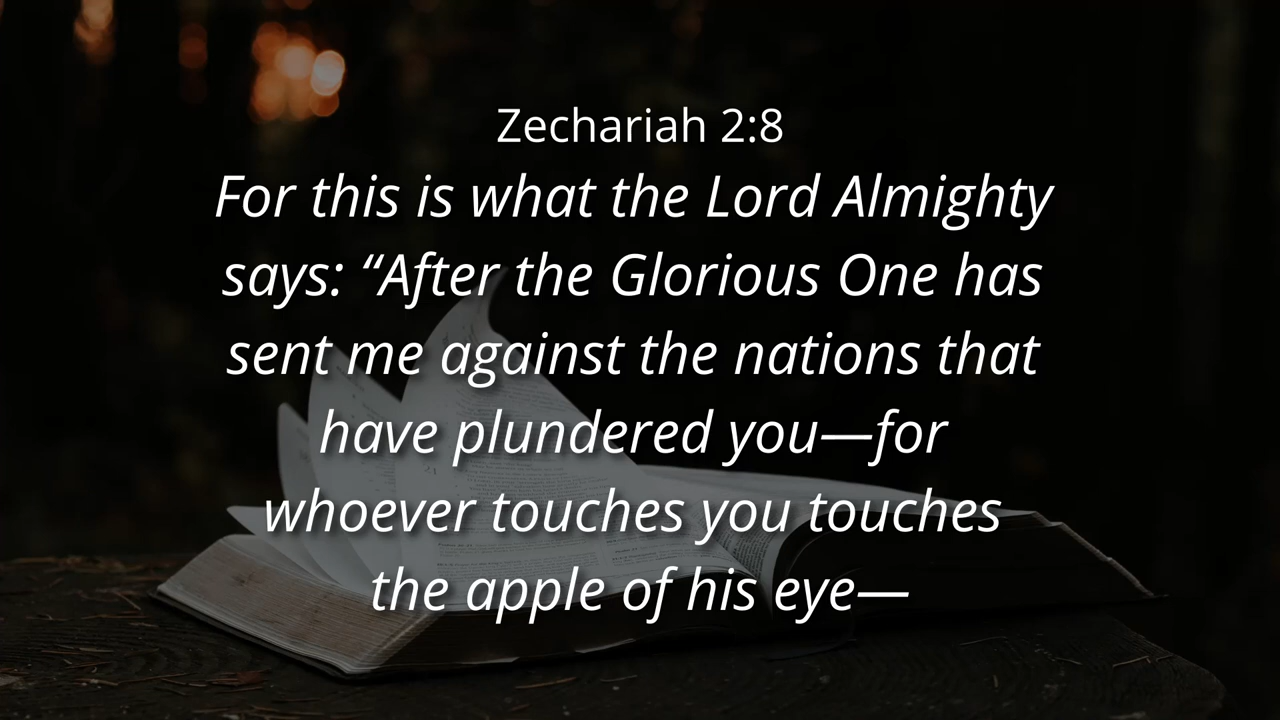 Zechariah 2:8
For this is what the Lord Almighty
says: “After the Glorious One has
sent me against the nations that
have plundered you—for
whoever touches you touches
the apple of his eye—